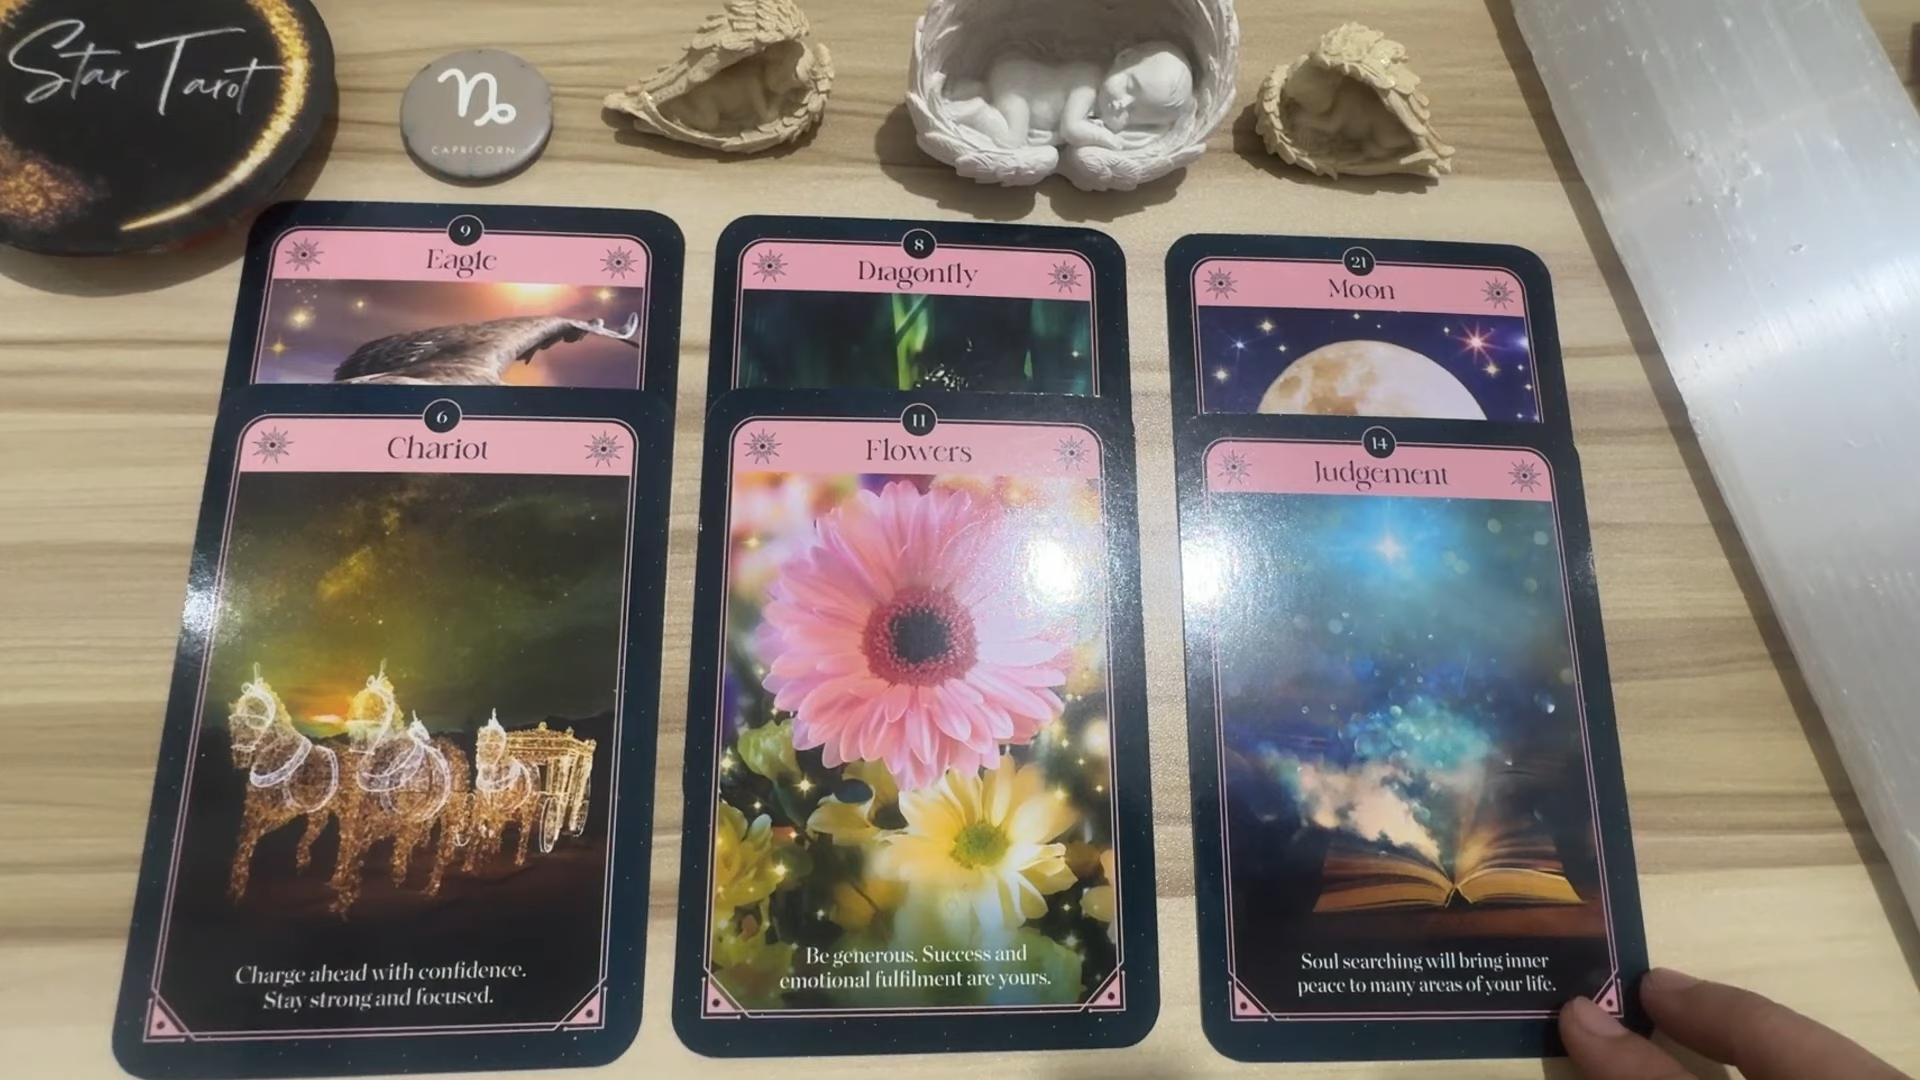 Star Tarot
CAPRICORN
9
Eagle
8
Dragonfly
21
Moon
6
Chariot
11
Flowers
14
Judgement
Charge ahead with confidence.
Stay strong and focused.
Be generous. Success and
emotional fulfilment are yours.
Soul searching will bring inner
peace to many areas of your life.